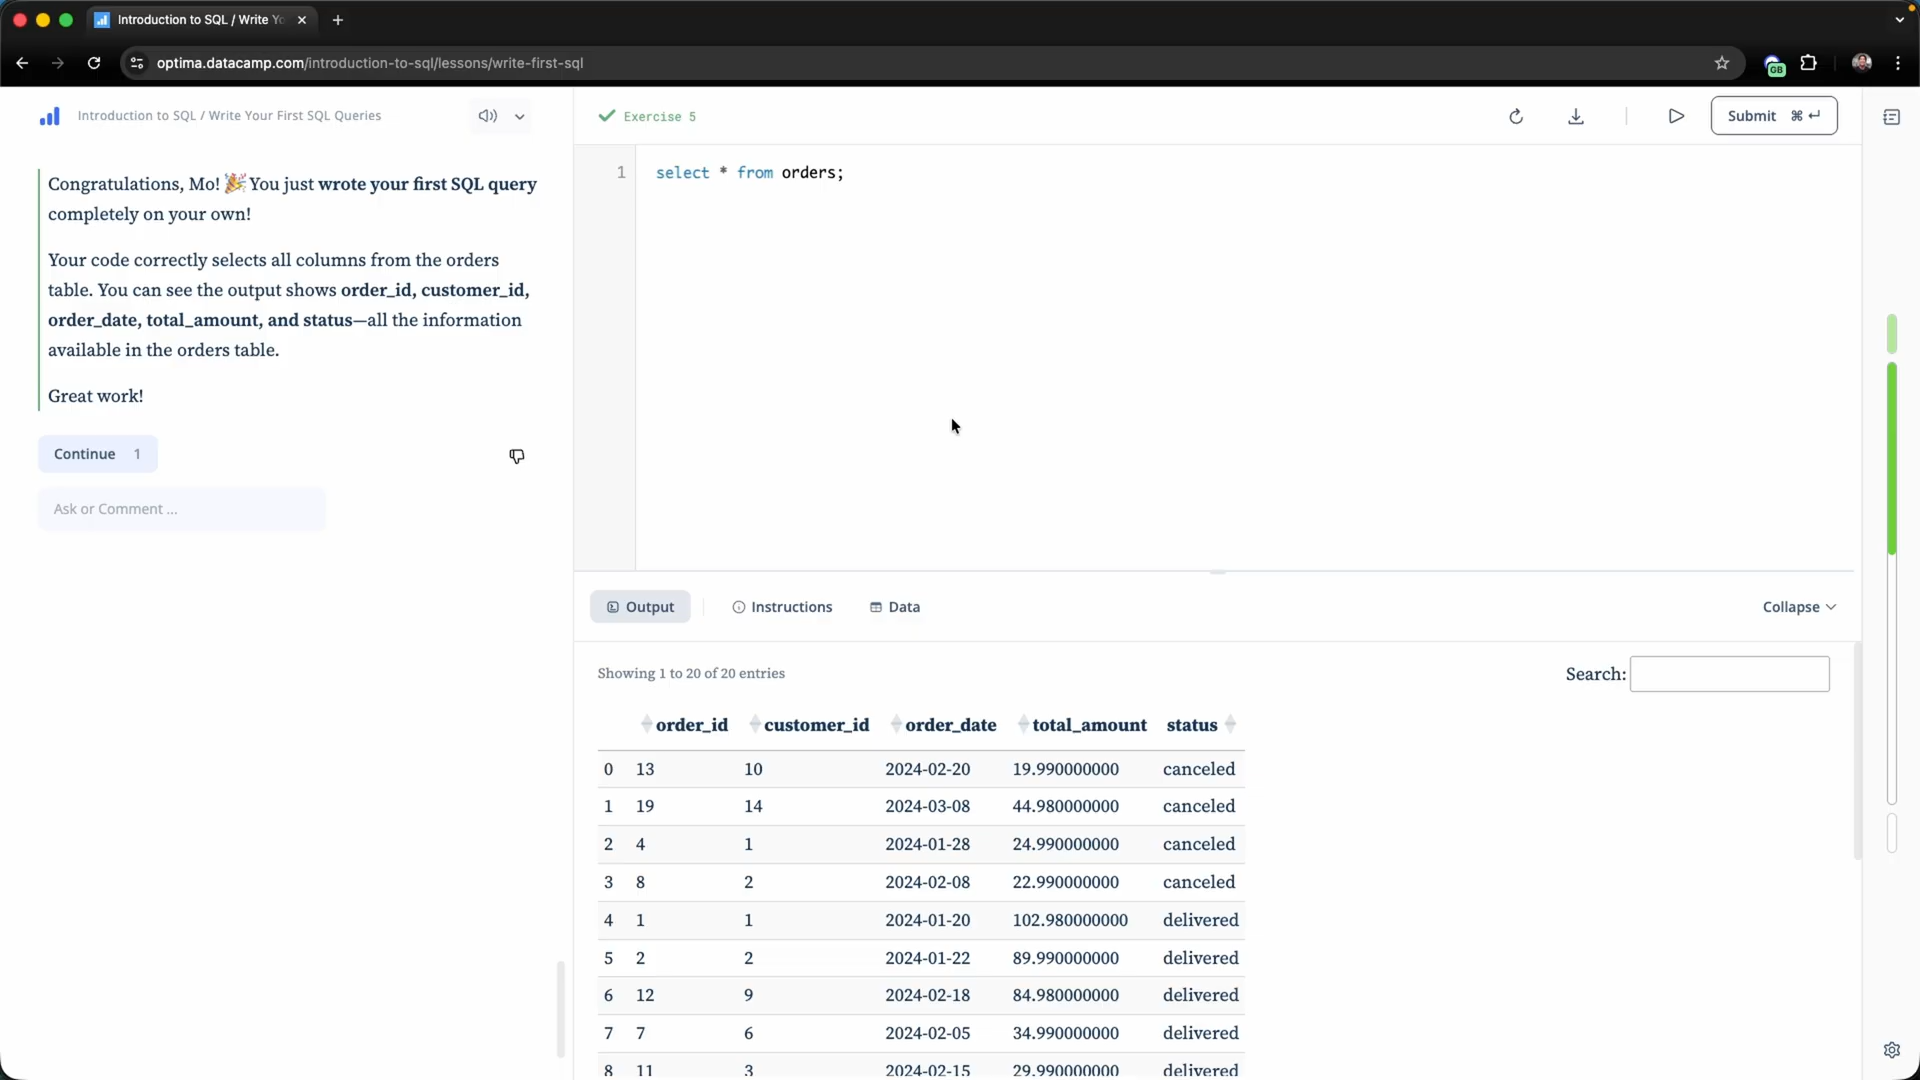 Introduction to SQL / Write Yo
optima.datacamp.com/introduction-to-sql/lessons/write-first-sql
GB
Introduction to SQL / Write Your First SQL Queries
Exercise 5
Submit ⌘ ↵
Congratulations, Mo! 🎉 You just wrote your first SQL query
completely on your own!
Your code correctly selects all columns from the orders
table. You can see the output shows order_id, customer_id,
order_date, total_amount, and status—all the information
available in the orders table.
Great work!
Continue 1
Ask or Comment ...
1 select * from orders;
Output Instructions Data Collapse
Showing 1 to 20 of 20 entries
Search:
order_id customer_id order_date total_amount status
0 13 10 2024-02-20 19.990000000 canceled
1 19 14 2024-03-08 44.980000000 canceled
2 4 1 2024-01-28 24.990000000 canceled
3 8 2 2024-02-08 22.990000000 canceled
4 1 1 2024-01-20 102.980000000 delivered
5 2 2 2024-01-22 89.990000000 delivered
6 12 9 2024-02-18 84.980000000 delivered
7 7 6 2024-02-05 34.990000000 delivered
8 11 3 2024-02-15 29.990000000 delivered